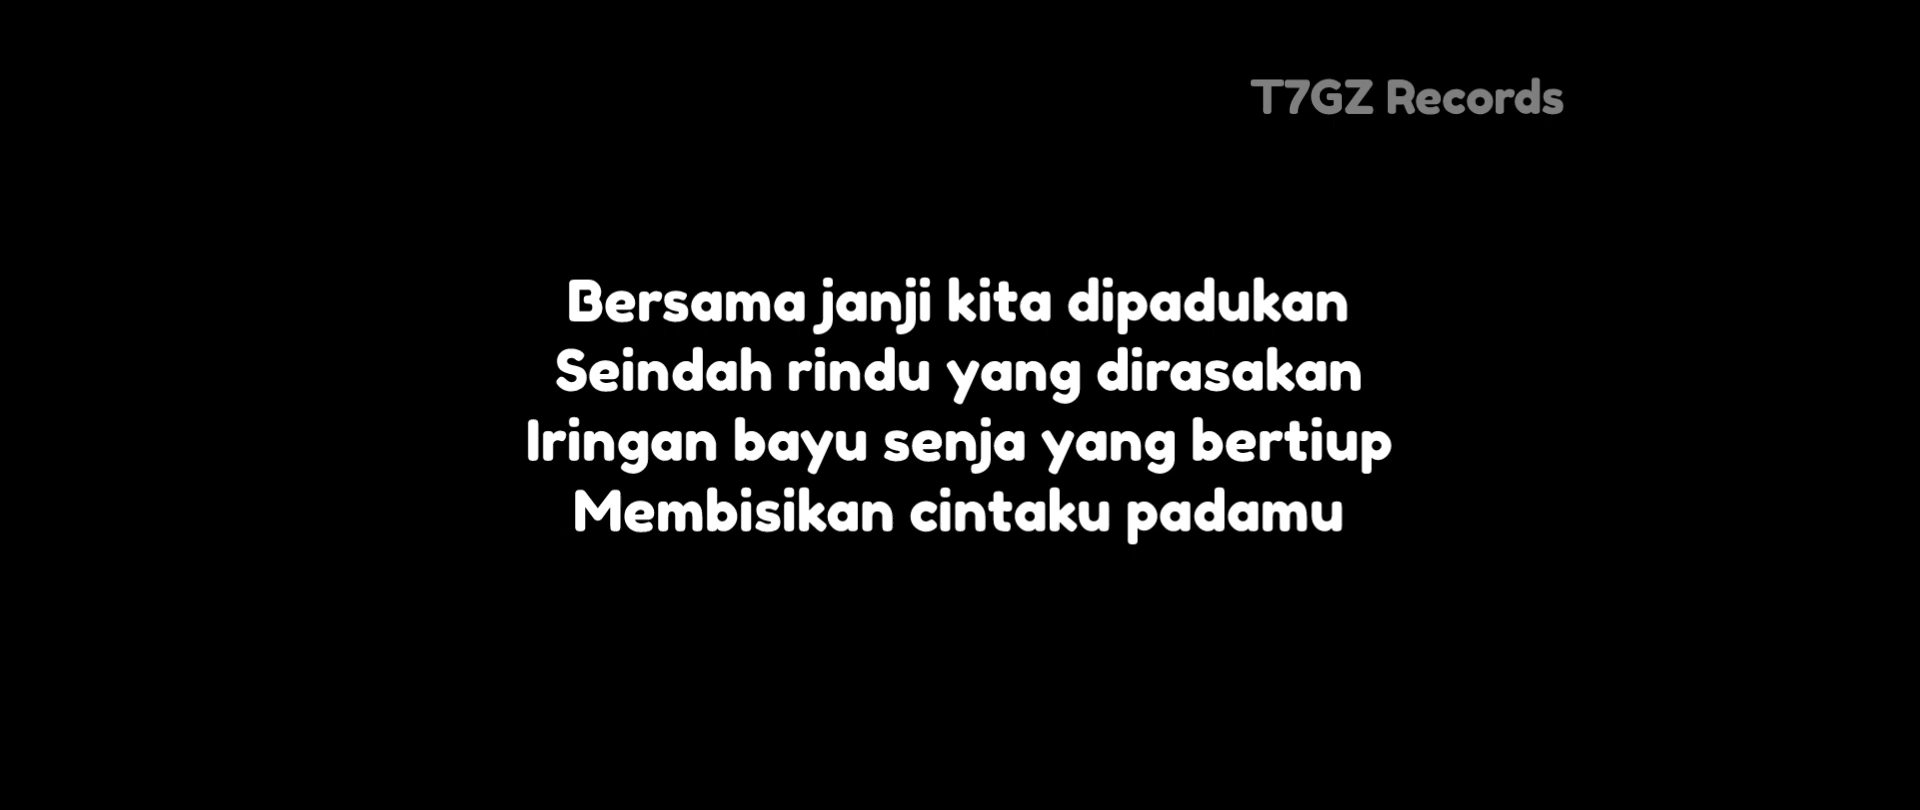 T7GZ Records
Bersama janji kita dipadukan
Seindah rindu yang dirasakan
Iringan bayu senja yang bertiup
Membisikan cintaku padamu